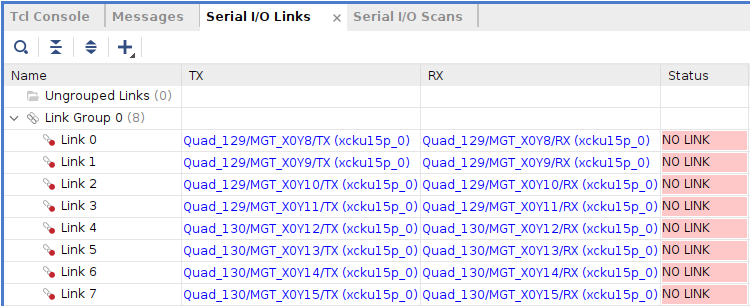 Tcl Console Messages Serial I/O Links × Serial I/O Scans
Name TX RX Status
Ungrouped Links (0)
Link Group 0 (8)
Link 0 Quad_129/MGT_X0Y8/TX (xcku15p_0) Quad_129/MGT_X0Y8/RX (xcku15p_0) NO LINK
Link 1 Quad_129/MGT_X0Y9/TX (xcku15p_0) Quad_129/MGT_X0Y9/RX (xcku15p_0) NO LINK
Link 2 Quad_129/MGT_X0Y10/TX (xcku15p_0) Quad_129/MGT_X0Y10/RX (xcku15p_0) NO LINK
Link 3 Quad_129/MGT_X0Y11/TX (xcku15p_0) Quad_129/MGT_X0Y11/RX (xcku15p_0) NO LINK
Link 4 Quad_130/MGT_X0Y12/TX (xcku15p_0) Quad_130/MGT_X0Y12/RX (xcku15p_0) NO LINK
Link 5 Quad_130/MGT_X0Y13/TX (xcku15p_0) Quad_130/MGT_X0Y13/RX (xcku15p_0) NO LINK
Link 6 Quad_130/MGT_X0Y14/TX (xcku15p_0) Quad_130/MGT_X0Y14/RX (xcku15p_0) NO LINK
Link 7 Quad_130/MGT_X0Y15/TX (xcku15p_0) Quad_130/MGT_X0Y15/RX (xcku15p_0) NO LINK